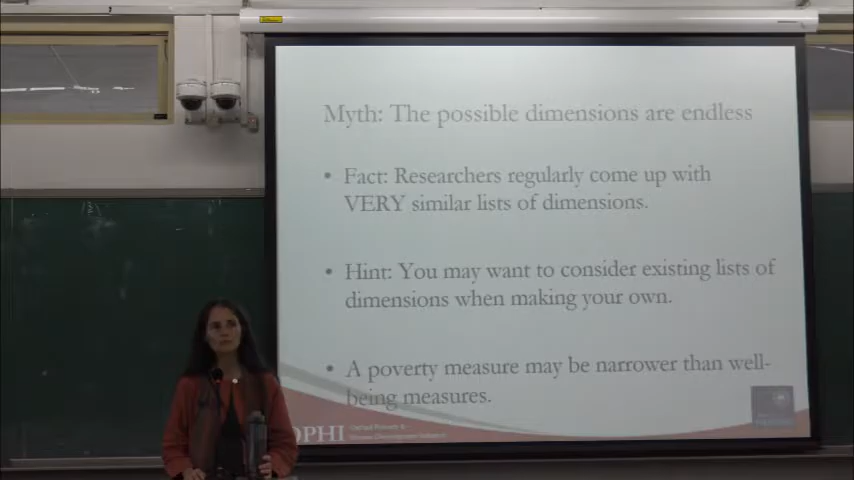 Myth: The possible dimensions are endless
• Fact: Researchers regularly come up with
VERY similar lists of dimensions.
• Hint: You may want to consider existing lists of
dimensions when making your own.
• A poverty measure may be narrower than well-
being measures.
OPHI